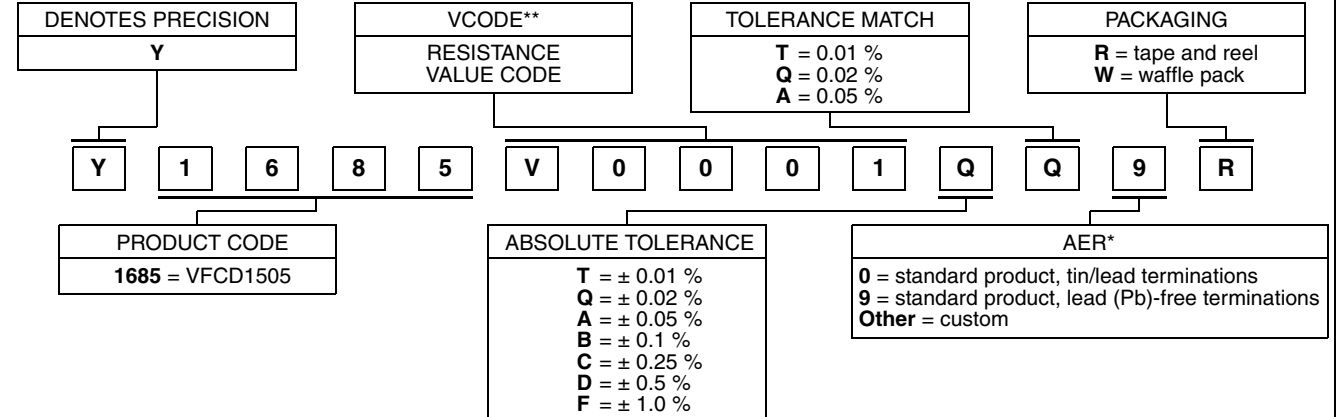 DENOTES PRECISION
Y
VCODE**
RESISTANCE
VALUE CODE
TOLERANCE MATCH
T = 0.01 %
Q = 0.02 %
A = 0.05 %
PACKAGING
R = tape and reel
W = waffle pack
Y 1 6 8 5 V 0 0 0 1 Q Q 9 R
PRODUCT CODE
1685 = VFCD1505
ABSOLUTE TOLERANCE
T = ± 0.01 %
Q = ± 0.02 %
A = ± 0.05 %
B = ± 0.1 %
C = ± 0.25 %
D = ± 0.5 %
F = ± 1.0 %
AER*
0 = standard product, tin/lead terminations
9 = standard product, lead (Pb)-free terminations
Other = custom